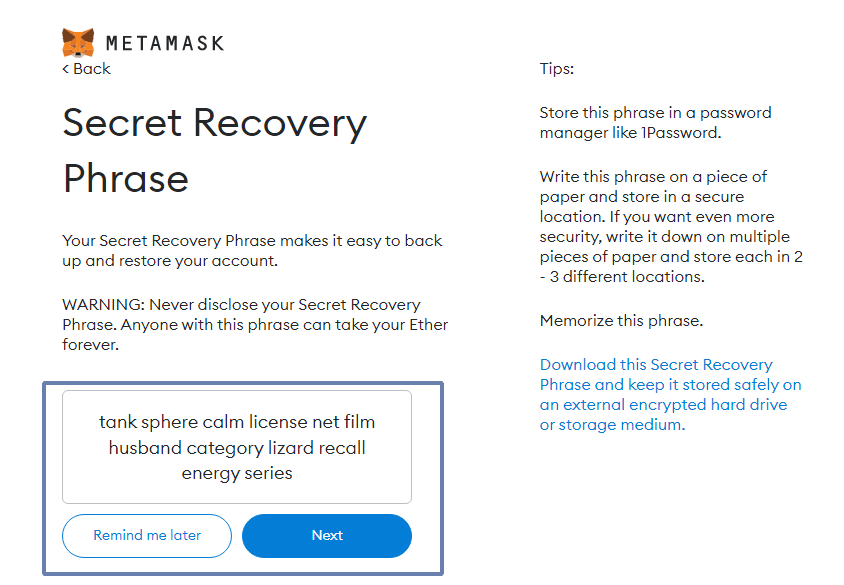 METAMASK
< Back
Secret Recovery
Phrase
Your Secret Recovery Phrase makes it easy to back
up and restore your account.
WARNING: Never disclose your Secret Recovery
Phrase. Anyone with this phrase can take your Ether
forever.
tank sphere calm license net film
husband category lizard recall
energy series
Remind me later
Next
Tips:
Store this phrase in a password
manager like 1Password.
Write this phrase on a piece of
paper and store in a secure
location. If you want even more
security, write it down on multiple
pieces of paper and store each in 2
- 3 different locations.
Memorize this phrase.
Download this Secret Recovery
Phrase and keep it stored safely on
an external encrypted hard drive
or storage medium.